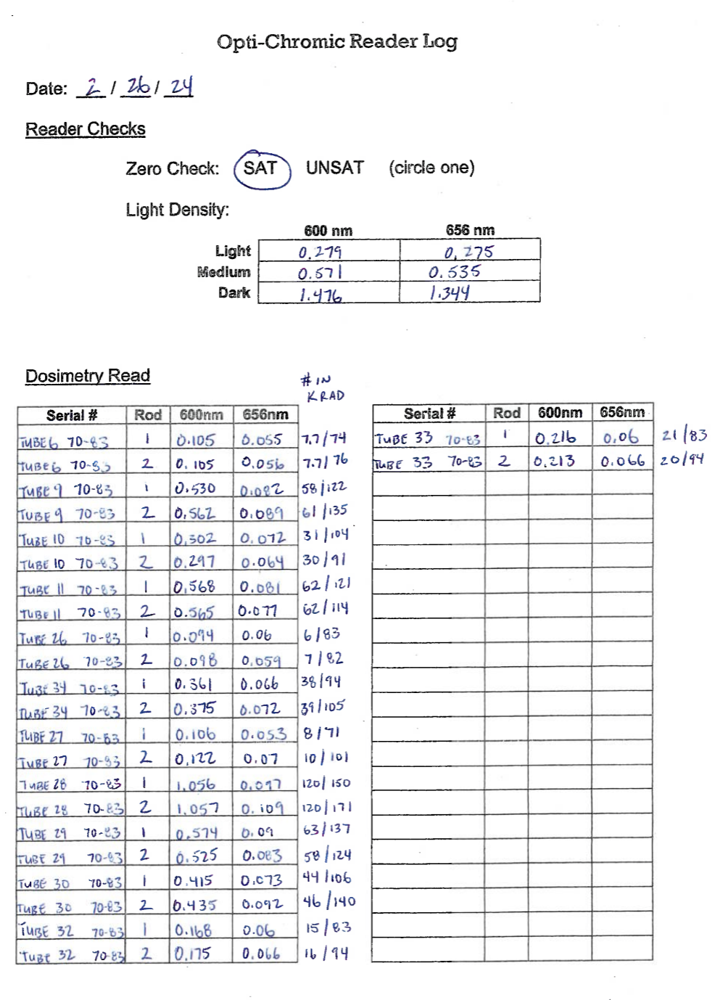 Opti-Chromic Reader Log
Date: 2 / 26 / 24
Reader Checks
Zero Check: SAT UNSAT (circle one)
Light Density:
600 nm 656 nm
Light 0.279 0.275
Medium 0.571 0.535
Dark 1.476 1.344
Dosimetry Read
# IN
KRAD
Serial # Rod 600nm 656nm
TUBE 6 70-83 1 0.105 0.055 7.7/74
TUBE 6 70-83 2 0.105 0.056 7.7/76
TUBE 9 70-83 1 0.530 0.082 58/122
TUBE 9 70-83 2 0.562 0.089 61/135
TUBE 10 70-83 1 0.302 0.072 31/104
TUBE 10 70-83 2 0.297 0.064 30/91
TUBE 11 70-83 1 0.568 0.081 62/121
TUBE 11 70-83 2 0.565 0.077 62/114
TUBE 26 70-83 1 0.094 0.06 6/83
TUBE 26 70-83 2 0.098 0.059 7/82
TUBE 34 70-83 1 0.361 0.066 38/94
TUBE 34 70-83 2 0.375 0.072 39/105
TUBE 27 70-83 1 0.106 0.053 8/71
TUBE 27 70-83 2 0.122 0.07 10/101
TUBE 28 70-83 1 1.056 0.097 120/150
TUBE 28 70-83 2 1.057 0.109 120/171
TUBE 29 70-83 1 0.574 0.09 63/137
TUBE 29 70-83 2 0.525 0.083 58/124
TUBE 30 70-83 1 0.415 0.073 44/106
TUBE 30 70-83 2 0.435 0.092 46/140
TUBE 32 70-83 1 0.168 0.06 15/83
TUBE 32 70-83 2 0.175 0.066 16/94
Serial # Rod 600nm 656nm
TUBE 33 70-83 1 0.216 0.06 21/83
TUBE 33 70-83 2 0.213 0.066 20/94